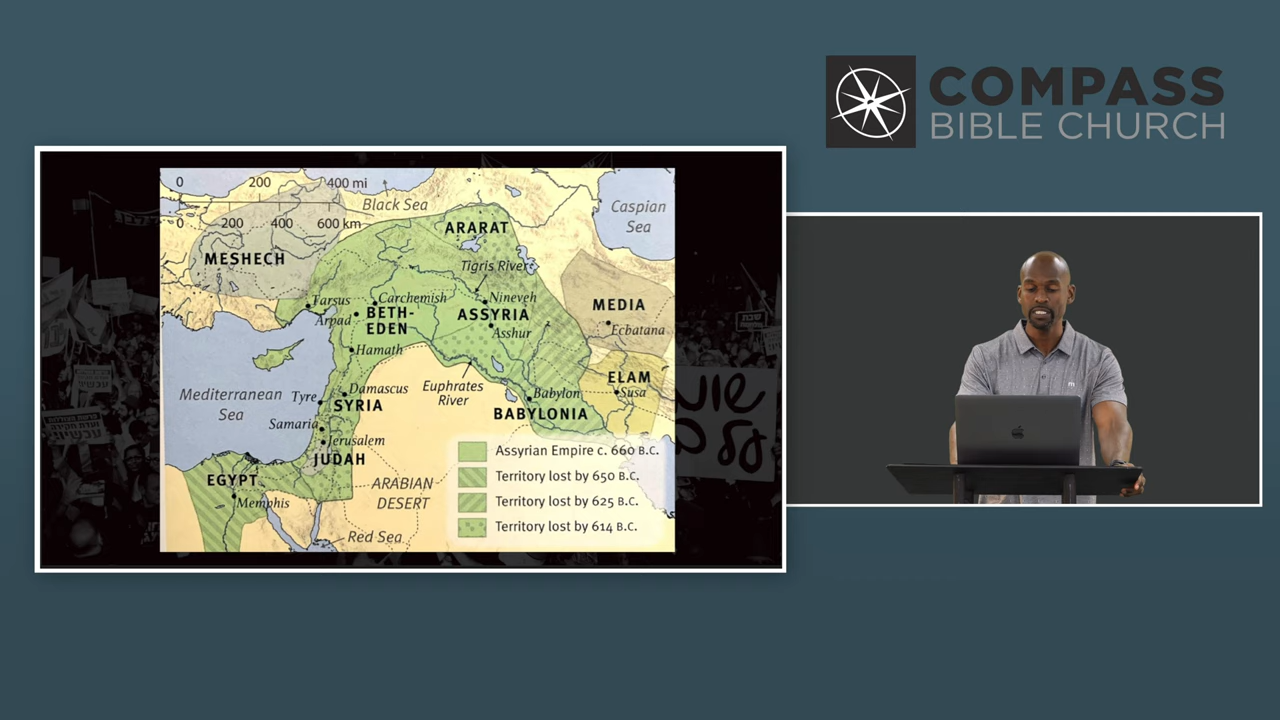 COMPASS
BIBLE CHURCH
0 200 400 mi
Black Sea
0 200 400 600 km
Caspian
Sea
ARARAT
MESHECH
Tigris River
Farsus
Carchemish
Nineveh
MEDIA
Arpad
BETH-
EDEN
ASSYRIA
Asshur
Ecbatana
Hamath
Mediterranean
Sea
Tyre
Damascus
Euphrates
River
ELAM
Susa
SYRIA
Babylon
BABYLONIA
Samaria
Jerusalem
JUDAH
EGYPT
Memphis
ARABIAN
DESERT
Red Sea
Assyrian Empire c. 660 B.C.
Territory lost by 650 B.C.
Territory lost by 625 B.C.
Territory lost by 614 B.C.
m